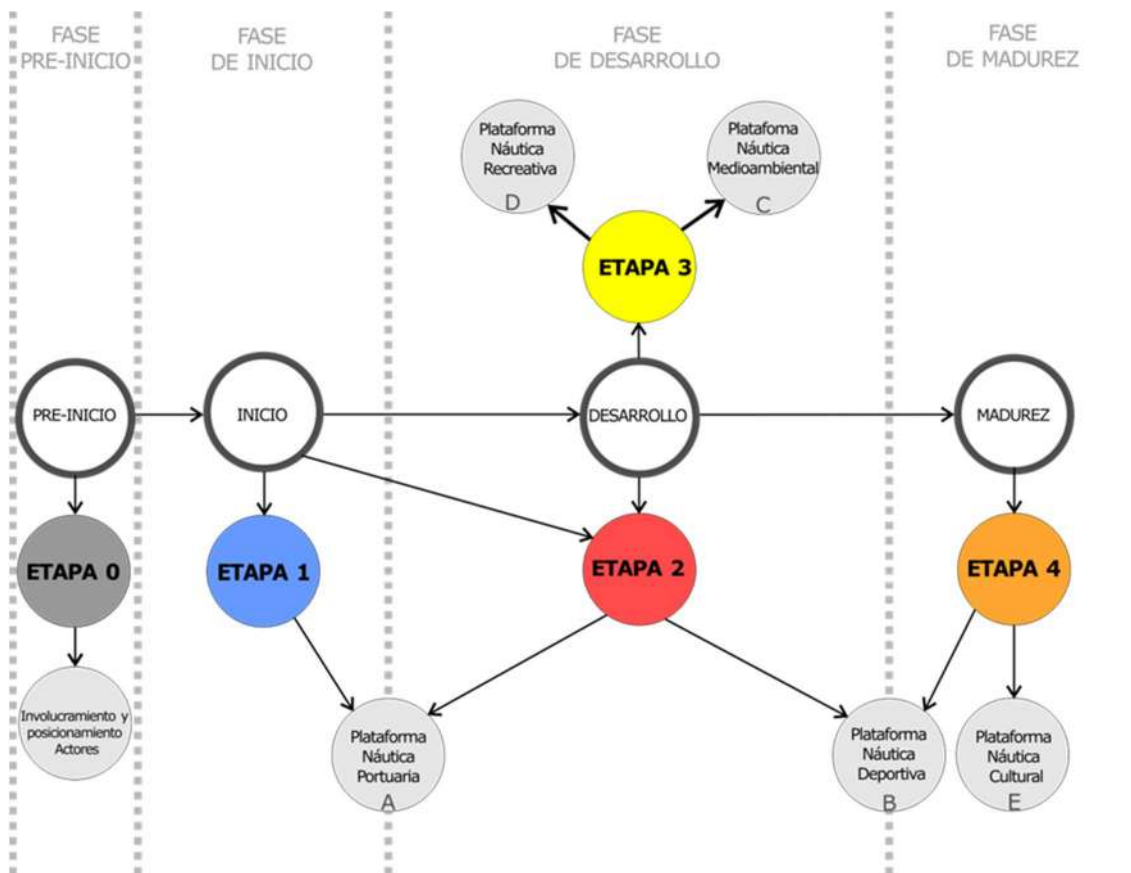 FASE
PRE-INICIO
FASE
DE INICIO
FASE
DE DESARROLLO
FASE
DE MADUREZ
Plataforma
Náutica
Recreativa
D
Platafoma
Náutica
Medioambiental
C
ETAPA 3
PRE-INICIO
INICIO
DESARROLLO
MADUREZ
ETAPA 0
ETAPA 1
ETAPA 2
ETAPA 4
Involucramiento y
posicionamiento
Actores
Plataforma
Náutica
Portuaria
A
Plataforma
Náutica
Deportiva
B
Plataforma
Náutica
Cultural
E